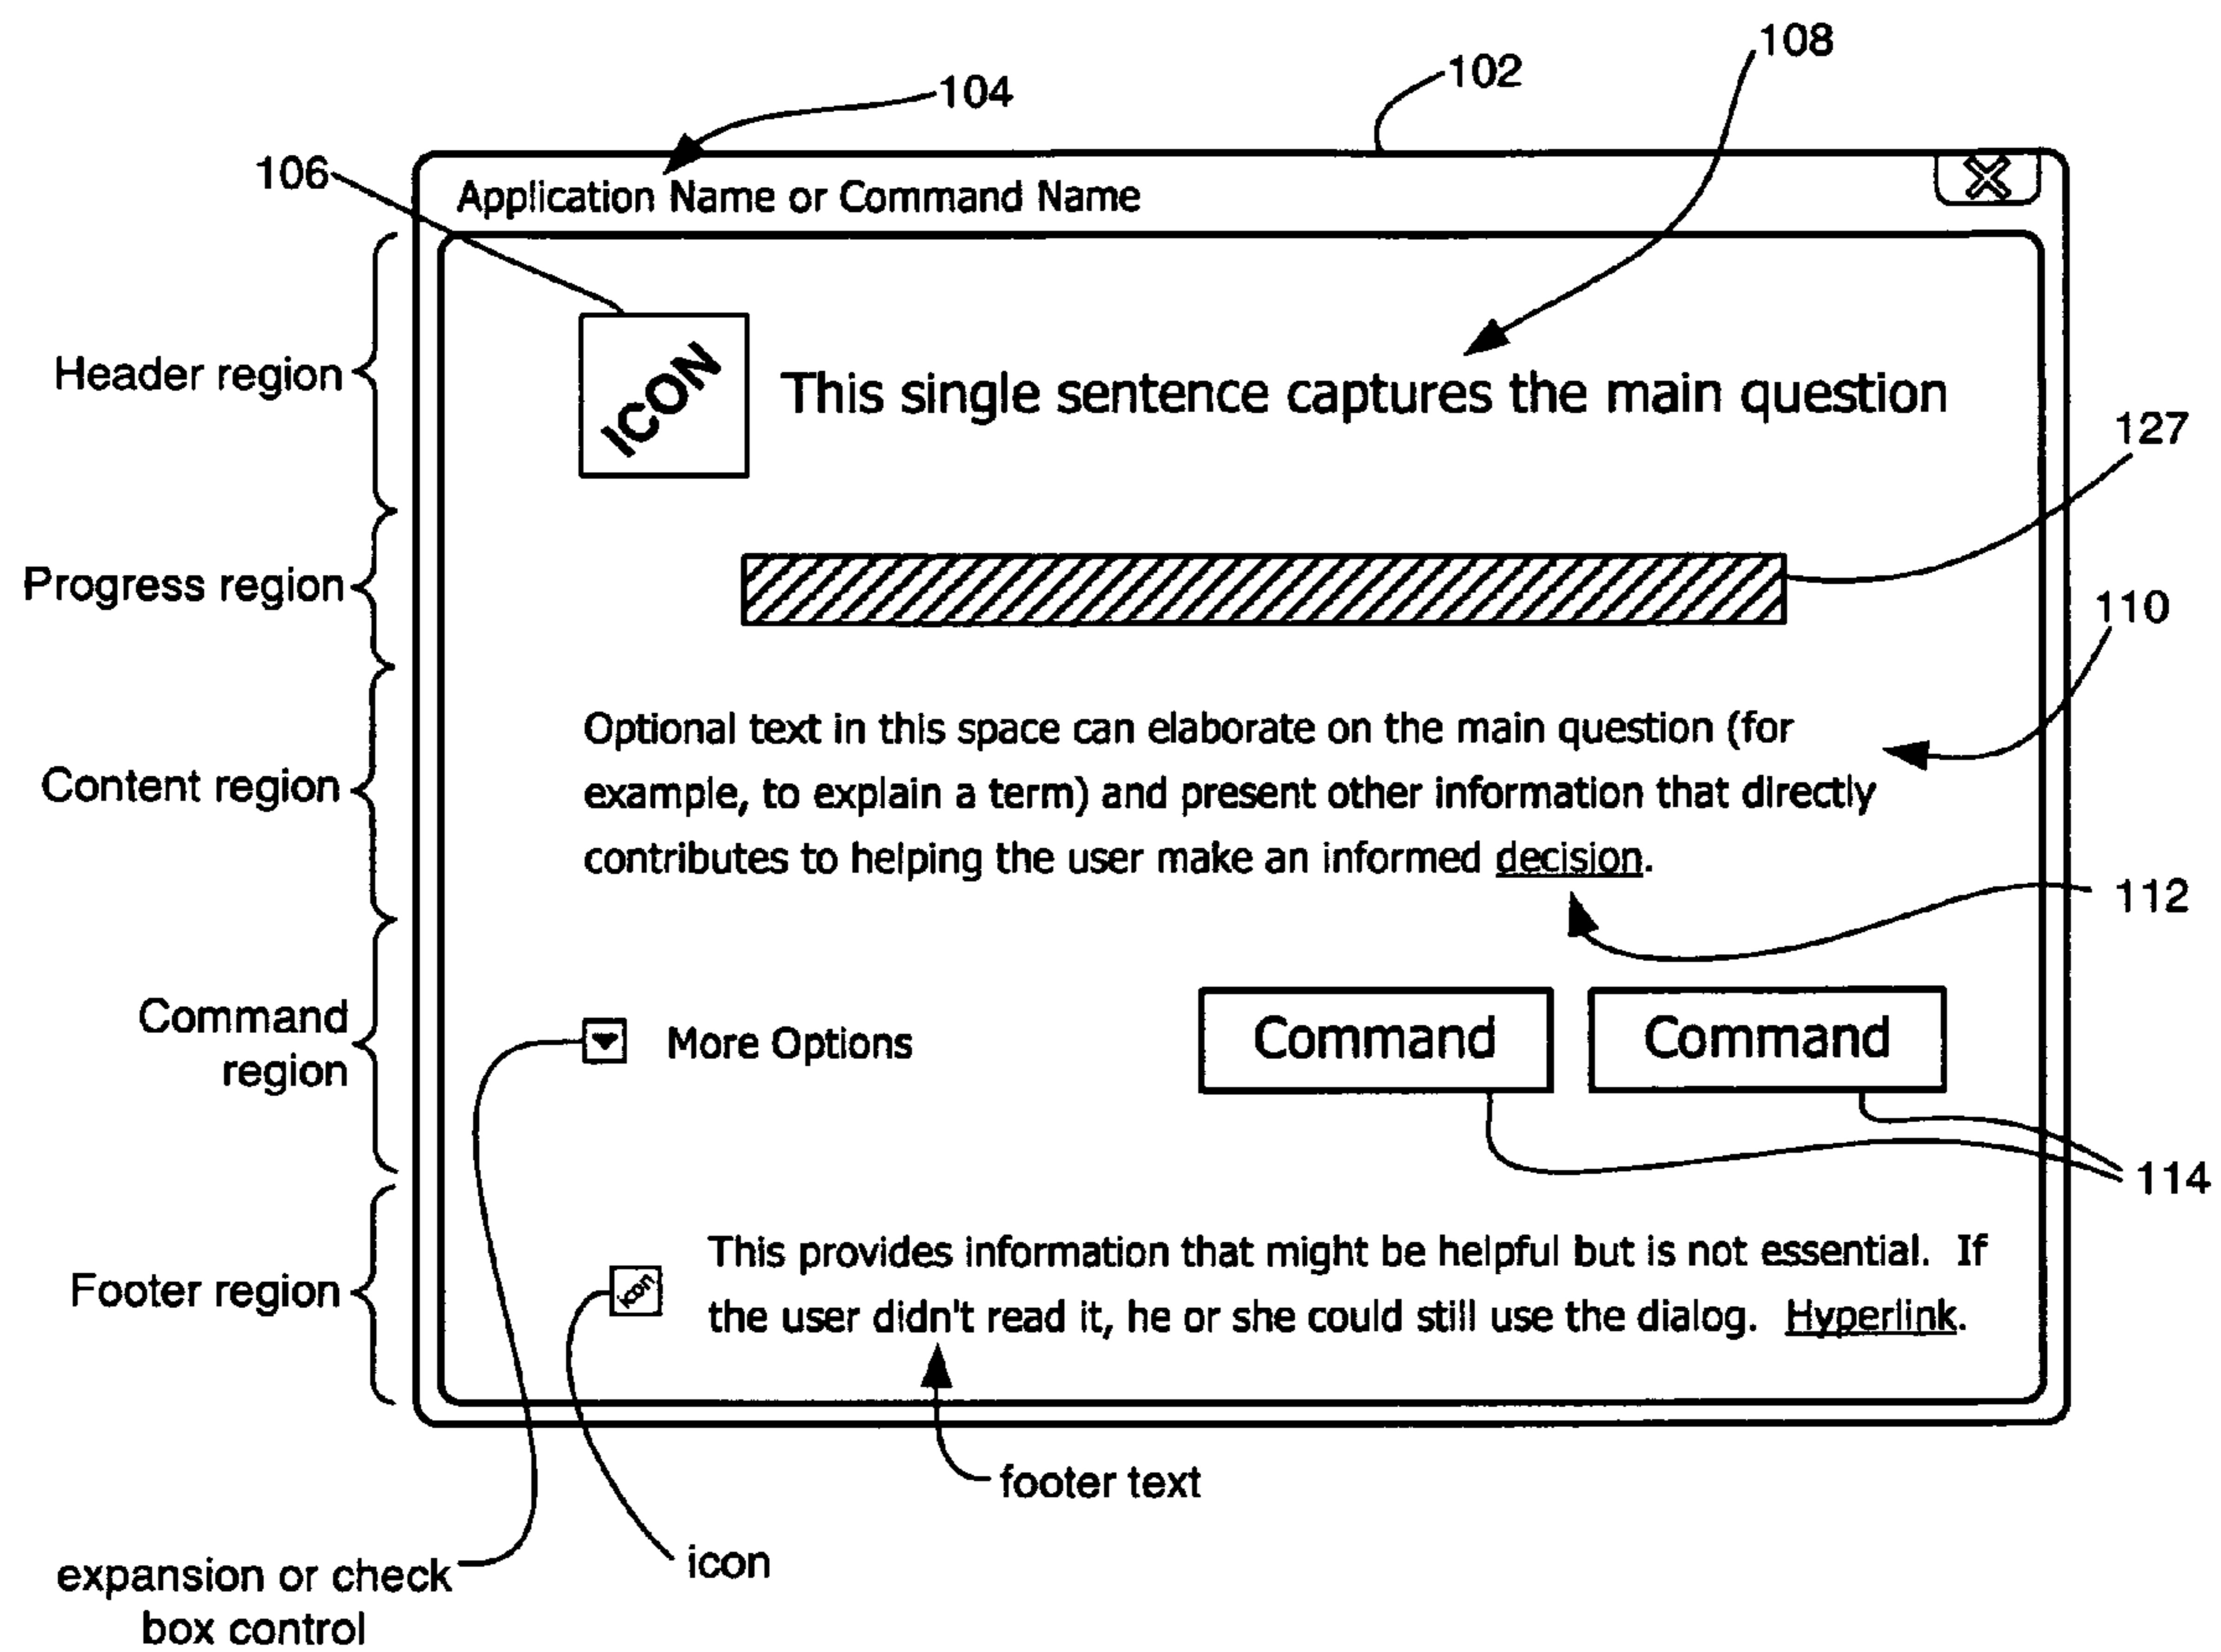 108
102
104
106
Application Name or Command Name
Header region
ICON
This single sentence captures the main question
127
Progress region
110
Content region
Optional text in this space can elaborate on the main question (for
example, to explain a term) and present other information that directly
contributes to helping the user make an informed decision.
112
Command
region
More Options
Command
Command
114
Footer region
icon
This provides information that might be helpful but is not essential. If
the user didn't read it, he or she could still use the dialog. Hyperlink.
footer text
icon
expansion or check
box control